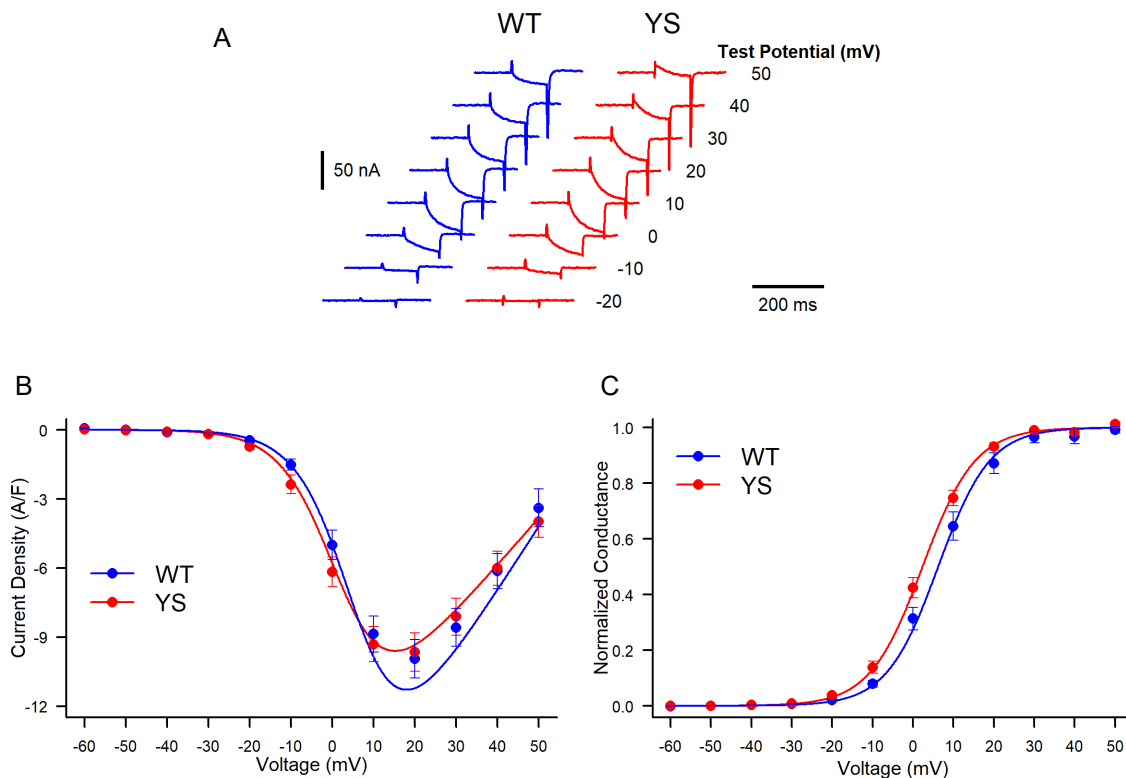 A
WT YS
Test Potential (mV)
50
40
30
50 nA
20
10
0
-10
-20
200 ms
B
0
-3
-6
-9
-12
Current Density (A/F)
WT
YS
-60 -50 -40 -30 -20 -10 0 10 20 30 40 50
Voltage (mV)
C
1.0
0.8
0.6
0.4
0.2
0.0
Normalized Conductance
WT
YS
-60 -50 -40 -30 -20 -10 0 10 20 30 40 50
Voltage (mV)